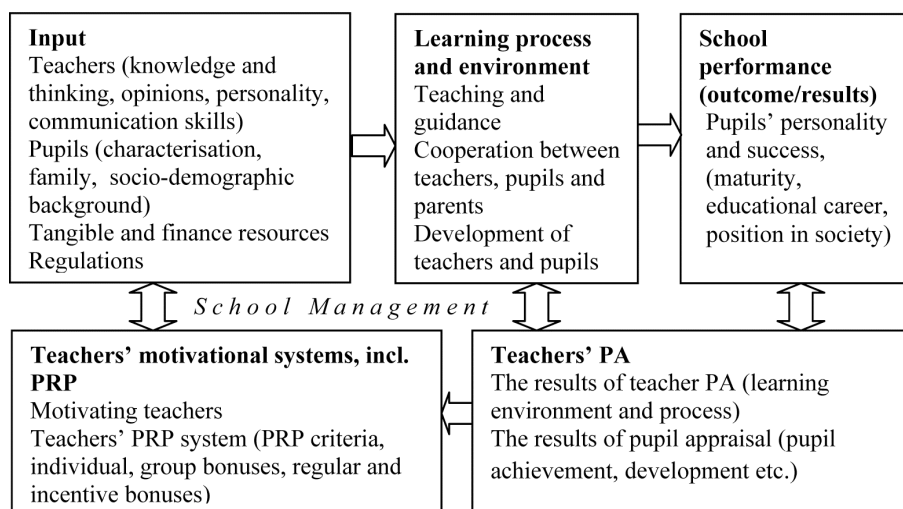 Input
Teachers (knowledge and
thinking, opinions, personality,
communication skills)
Pupils (characterisation,
family, socio-demographic
background)
Tangible and finance resources
Regulations
Learning process
and environment
Teaching and
guidance
Cooperation between
teachers, pupils and
parents
Development of
teachers and pupils
School
performance
(outcome/results)
Pupils’ personality
and success,
(maturity,
educational career,
position in society)
School Management
Teachers’ motivational systems, incl.
PRP
Motivating teachers
Teachers’ PRP system (PRP criteria,
individual, group bonuses, regular and
incentive bonuses)
Teachers’ PA
The results of teacher PA (learning
environment and process)
The results of pupil appraisal (pupil
achievement, development etc.)